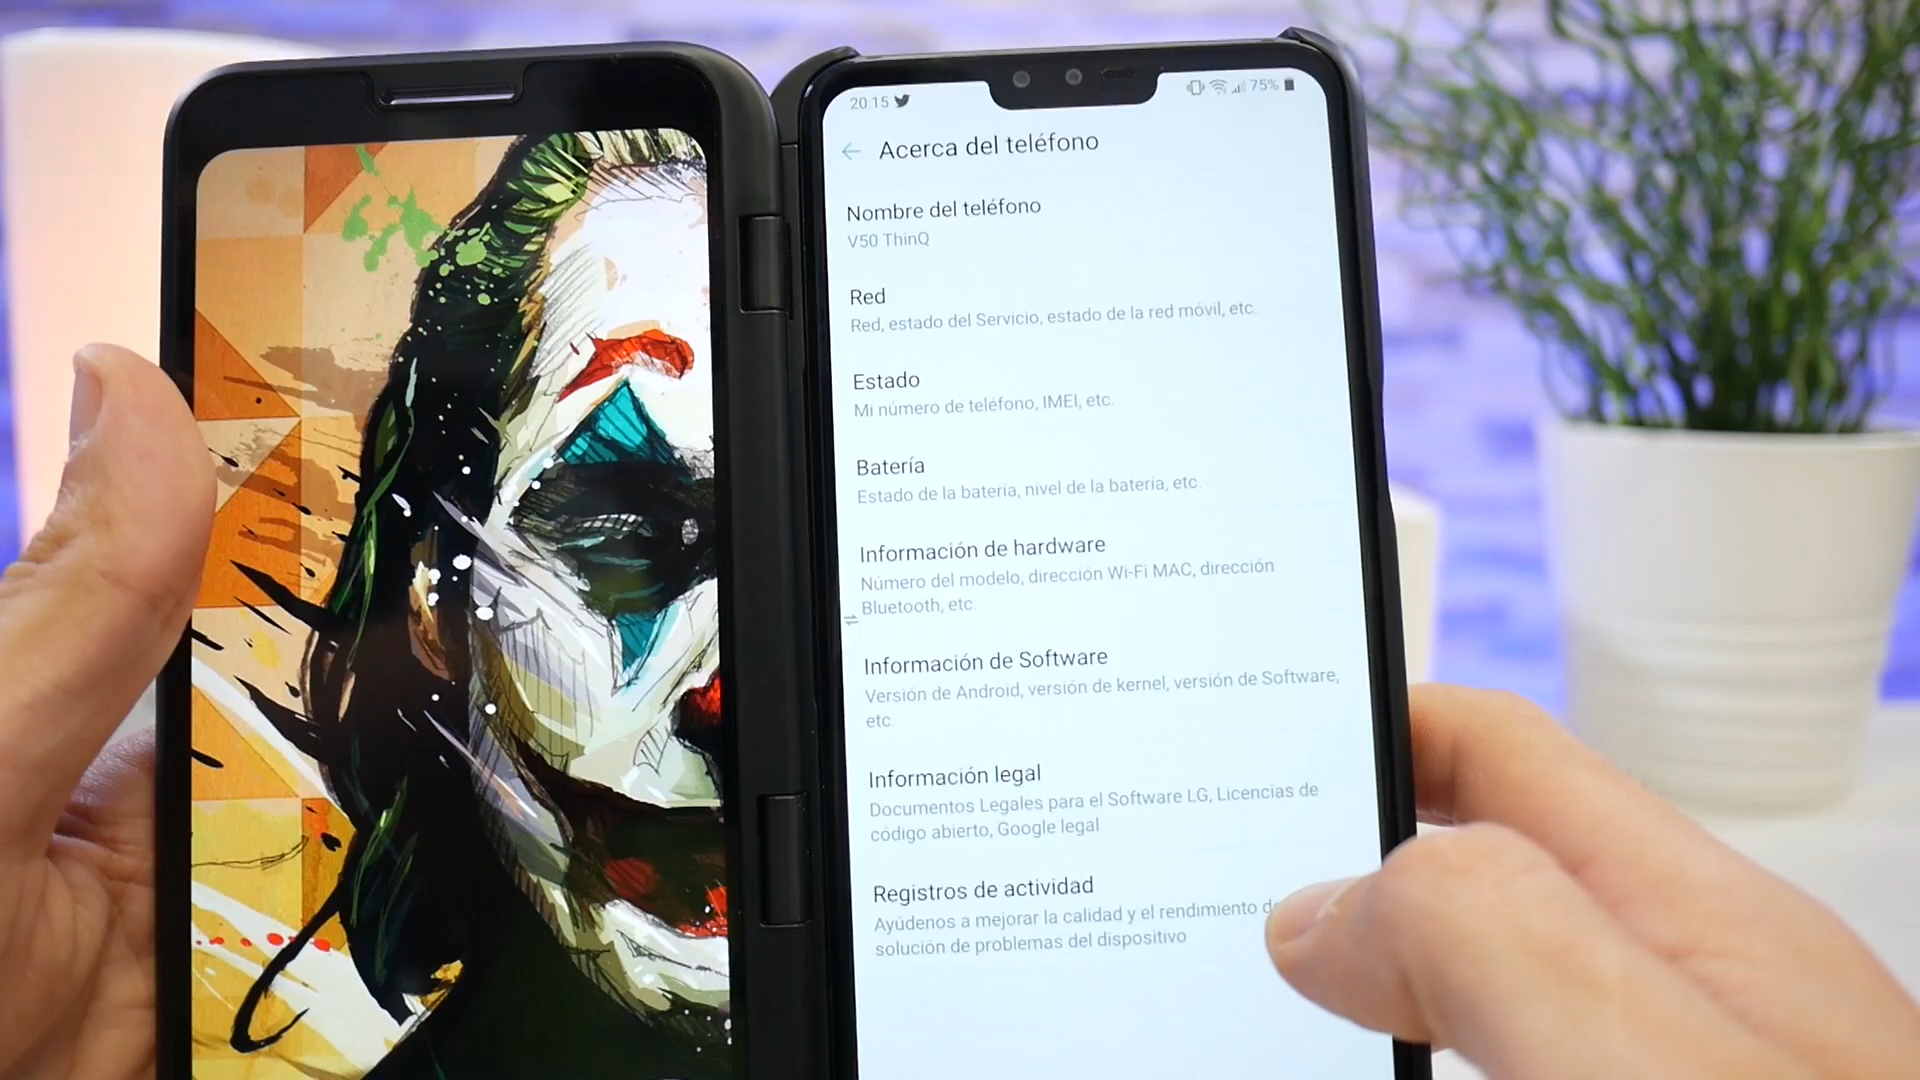 20:15
75%
Acerca del teléfono
Nombre del teléfono
V50 ThinQ
Red
Red, estado del Servicio, estado de la red móvil, etc.
Estado
Mi número de teléfono, IMEI, etc.
Batería
Estado de la batería, nivel de la batería, etc.
Información de hardware
Número del modelo, dirección Wi-Fi MAC, dirección
Bluetooth, etc.
Información de Software
Versión de Android, versión de kernel, versión de Software,
etc.
Información legal
Documentos Legales para el Software LG, Licencias de
código abierto, Google legal
Registros de actividad
Ayúdenos a mejorar la calidad y el rendimiento
solución de problemas del dispositivo